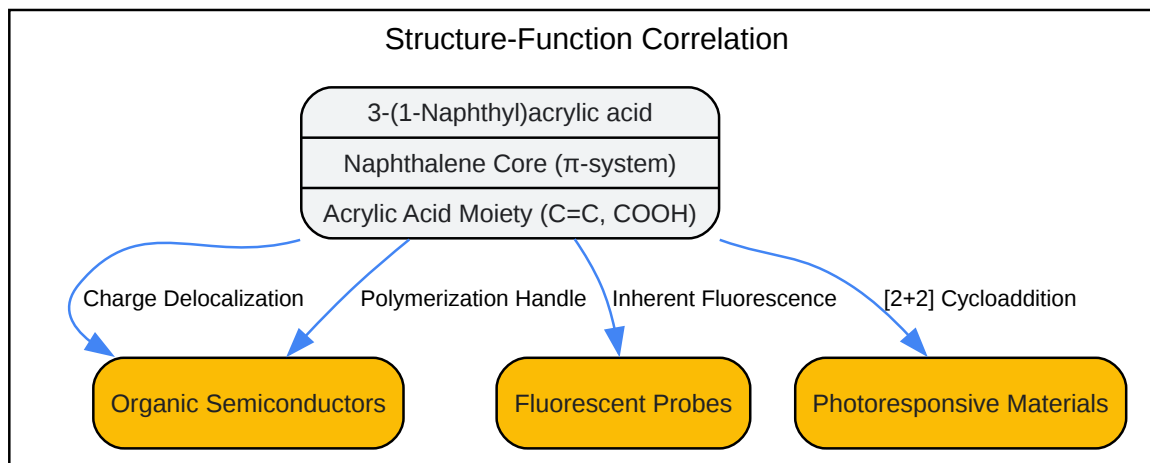 Structure-Function Correlation
3-(1-Naphthyl)acrylic acid
Naphthalene Core (π-system)
Acrylic Acid Moiety (C=C, COOH)
Charge Delocalization
Polymerization Handle
Inherent Fluorescence
[2+2] Cycloaddition
Organic Semiconductors
Fluorescent Probes
Photoresponsive Materials